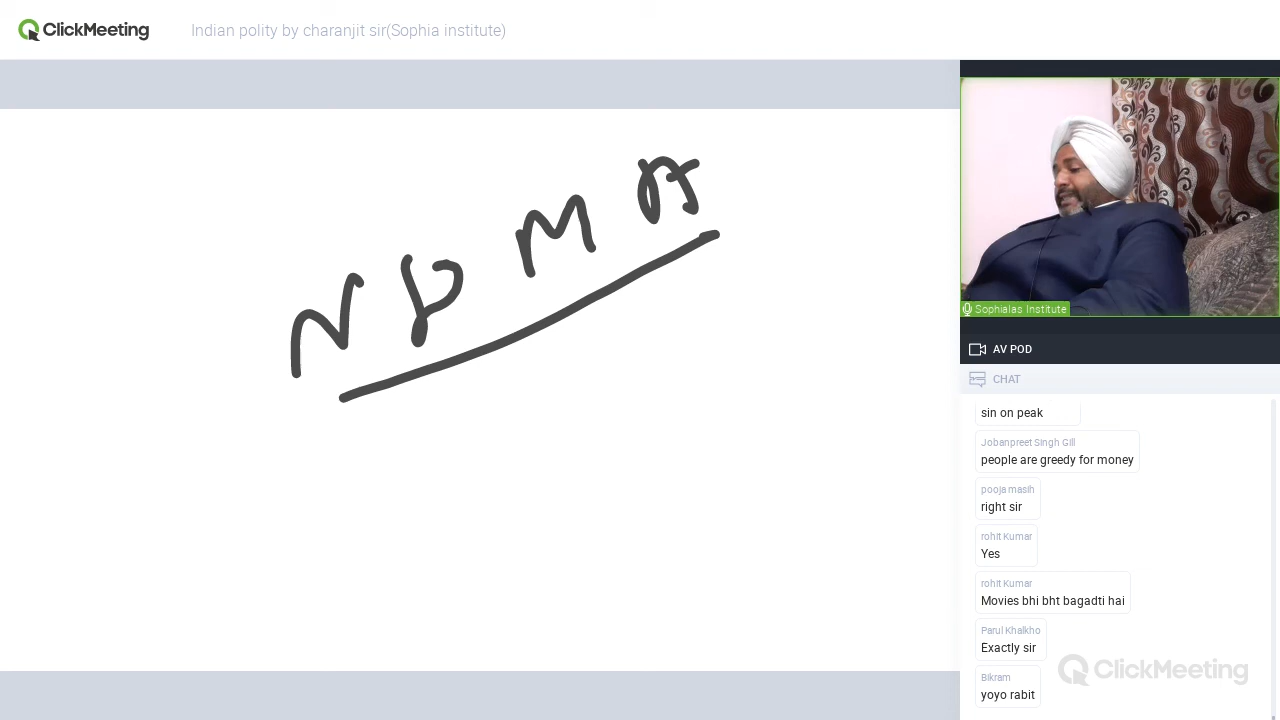 ClickMeeting
Indian polity by charanjit sir(Sophia institute)
N D M A
Sophiaias Institute
AV POD
CHAT
sin on peak
Jobanpreet Singh Gill
people are greedy for money
pooja masih
right sir
rohit Kumar
Yes
rohit Kumar
Movies bhi bht bagadti hai
Parul Khalkho
Exactly sir
ClickMeeting
Bikram
yoyo rabit